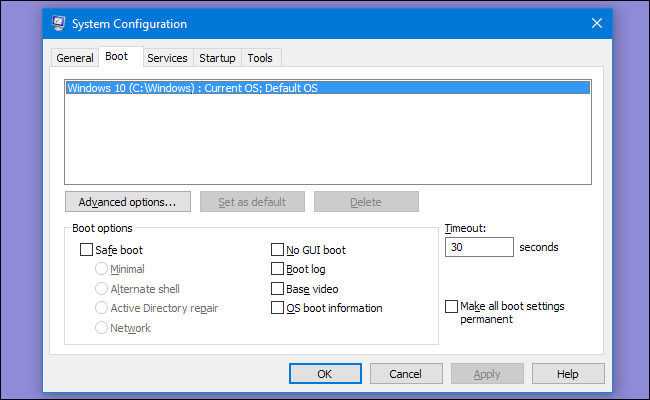 System Configuration
General Boot Services Startup Tools
Windows 10 (C:\Windows) : Current OS; Default OS
Advanced options... Set as default Delete
Boot options
Timeout:
Safe boot No GUI boot 30 seconds
Minimal Boot log
Alternate shell Base video
Active Directory repair OS boot information Make all boot settings
permanent
Network
OK Cancel Apply Help